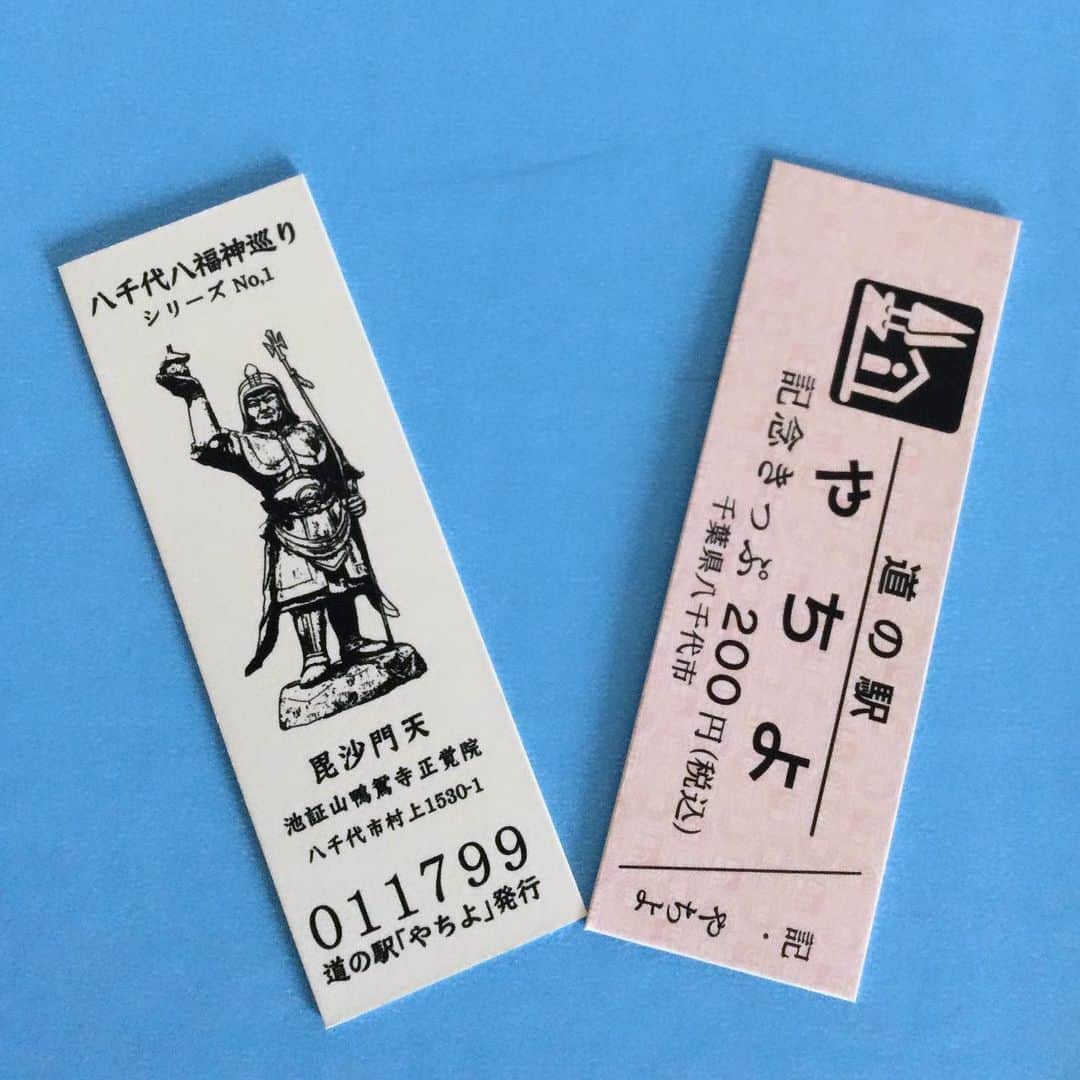 八千代八福神巡り
シリーズ No,1
毘沙門天
池証山鴨鴛寺正覚院
八千代市村上1530-1
011799
道の駅「やちよ」発行
道の駅
やちよ
記念きっぷ 200円(税込)
千葉県八千代市
記・
やちよ